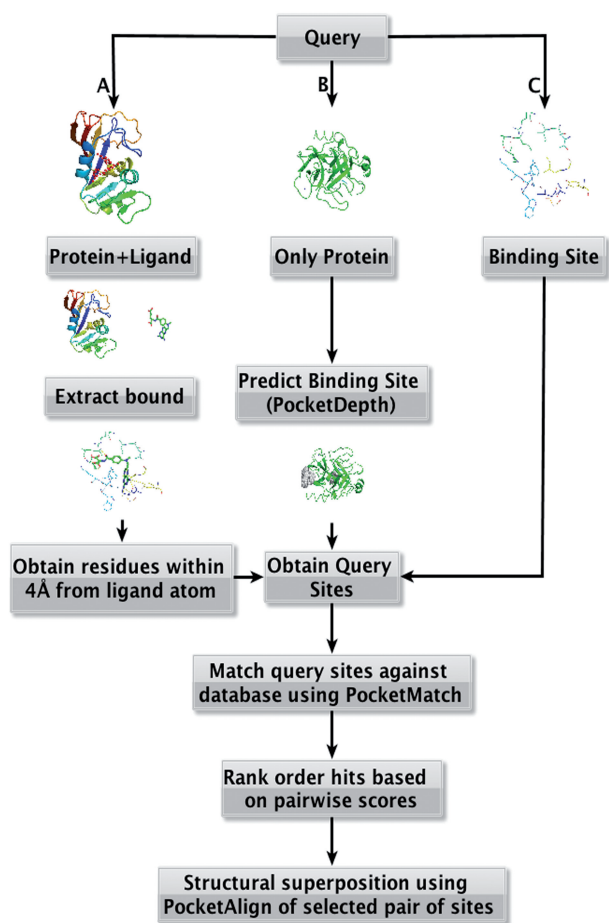 Query
A
B
C
Protein+Ligand
Only Protein
Binding Site
Extract bound
Predict Binding Site
(PocketDepth)
Obtain residues within
4Å from ligand atom
Obtain Query
Sites
Match query sites against
database using PocketMatch
Rank order hits based
on pairwise scores
Structural superposition using
PocketAlign of selected pair of sites